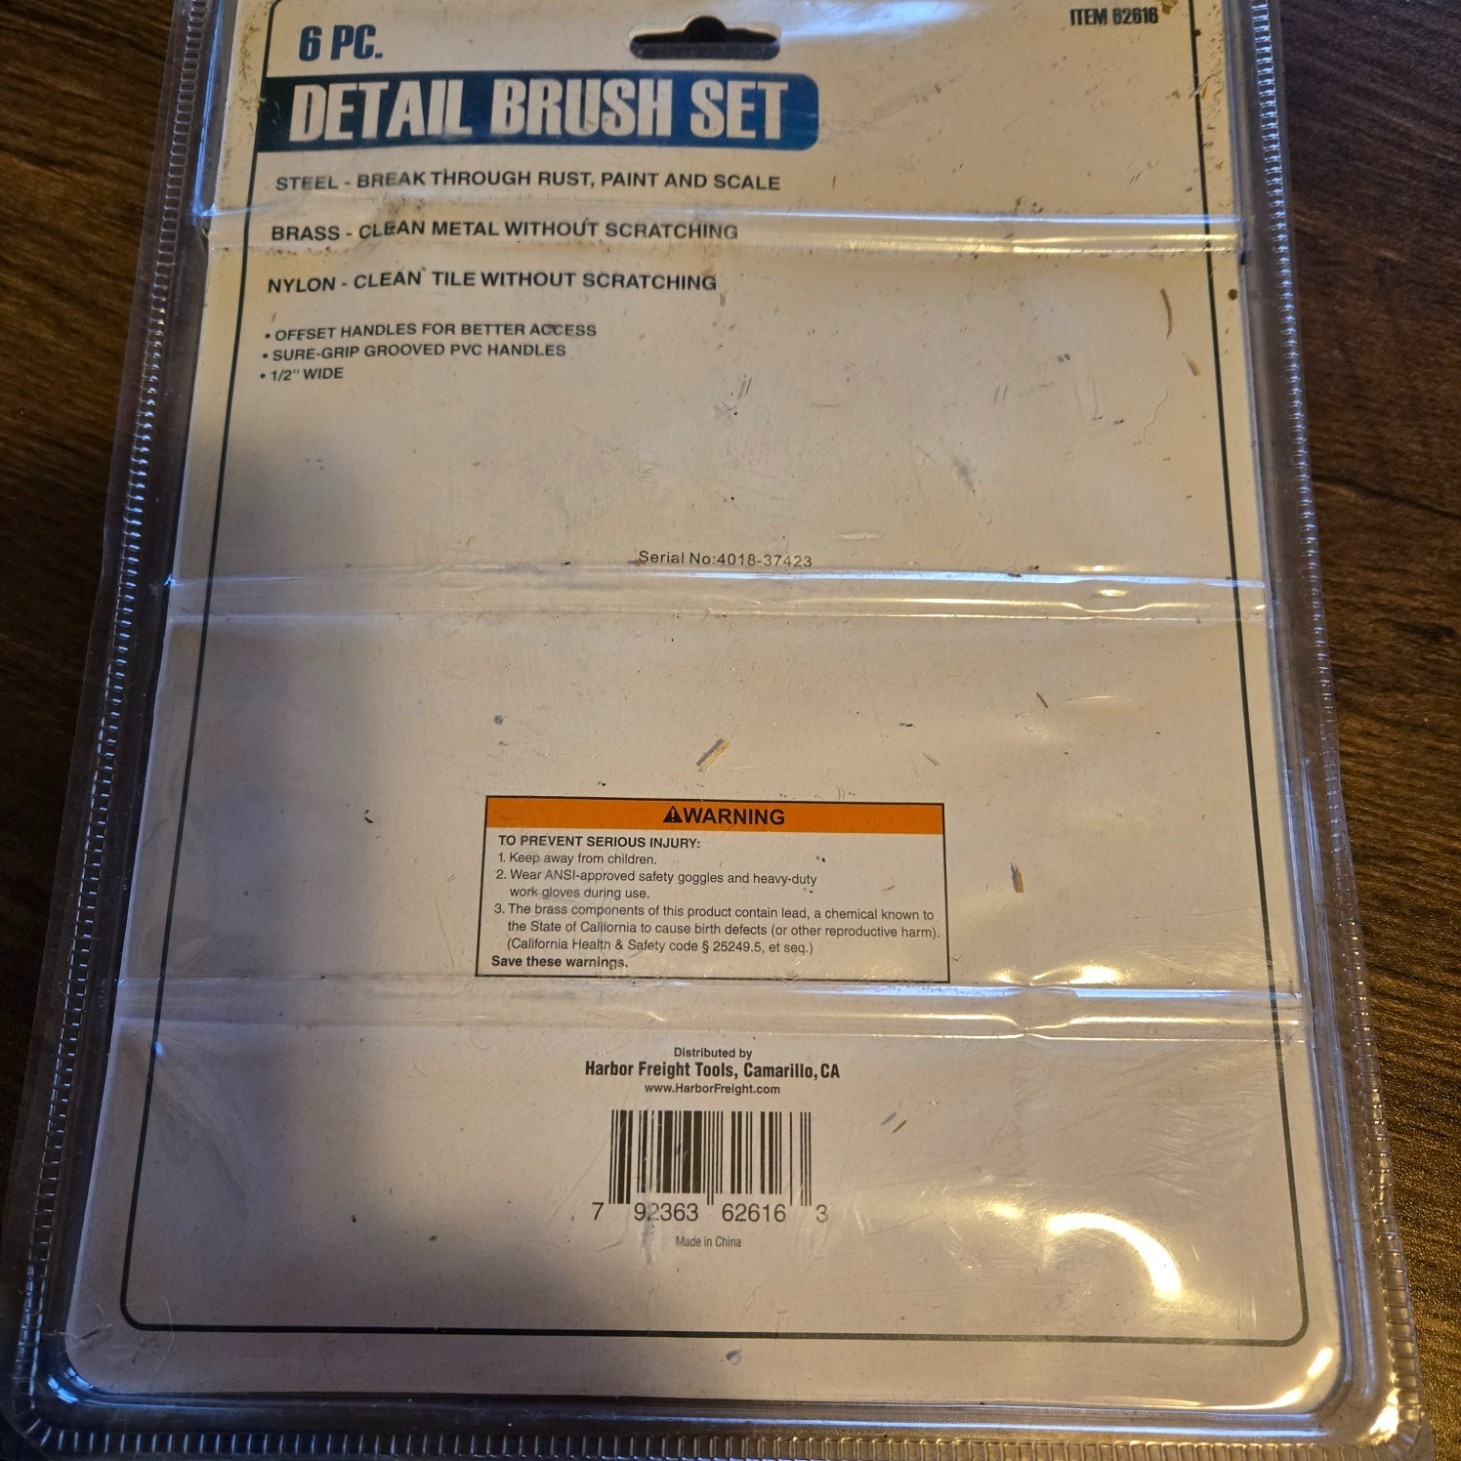 6 PC.
ITEM 62616
DETAIL BRUSH SET
STEEL - BREAK THROUGH RUST, PAINT AND SCALE
BRASS - CLEAN METAL WITHOUT SCRATCHING
NYLON - CLEAN TILE WITHOUT SCRATCHING
• OFFSET HANDLES FOR BETTER ACCESS
• SURE-GRIP GROOVED PVC HANDLES
• 1/2" WIDE
Serial No:4018-37423
⚠WARNING
TO PREVENT SERIOUS INJURY:
1. Keep away from children.
2. Wear ANSI-approved safety goggles and heavy-duty
work gloves during use.
3. The brass components of this product contain lead, a chemical known to
the State of California to cause birth defects (or other reproductive harm).
(California Health & Safety code § 25249.5, et seq.)
Save these warnings.
Distributed by
Harbor Freight Tools, Camarillo, CA
www.HarborFreight.com
7 92363 62616 3
Made in China